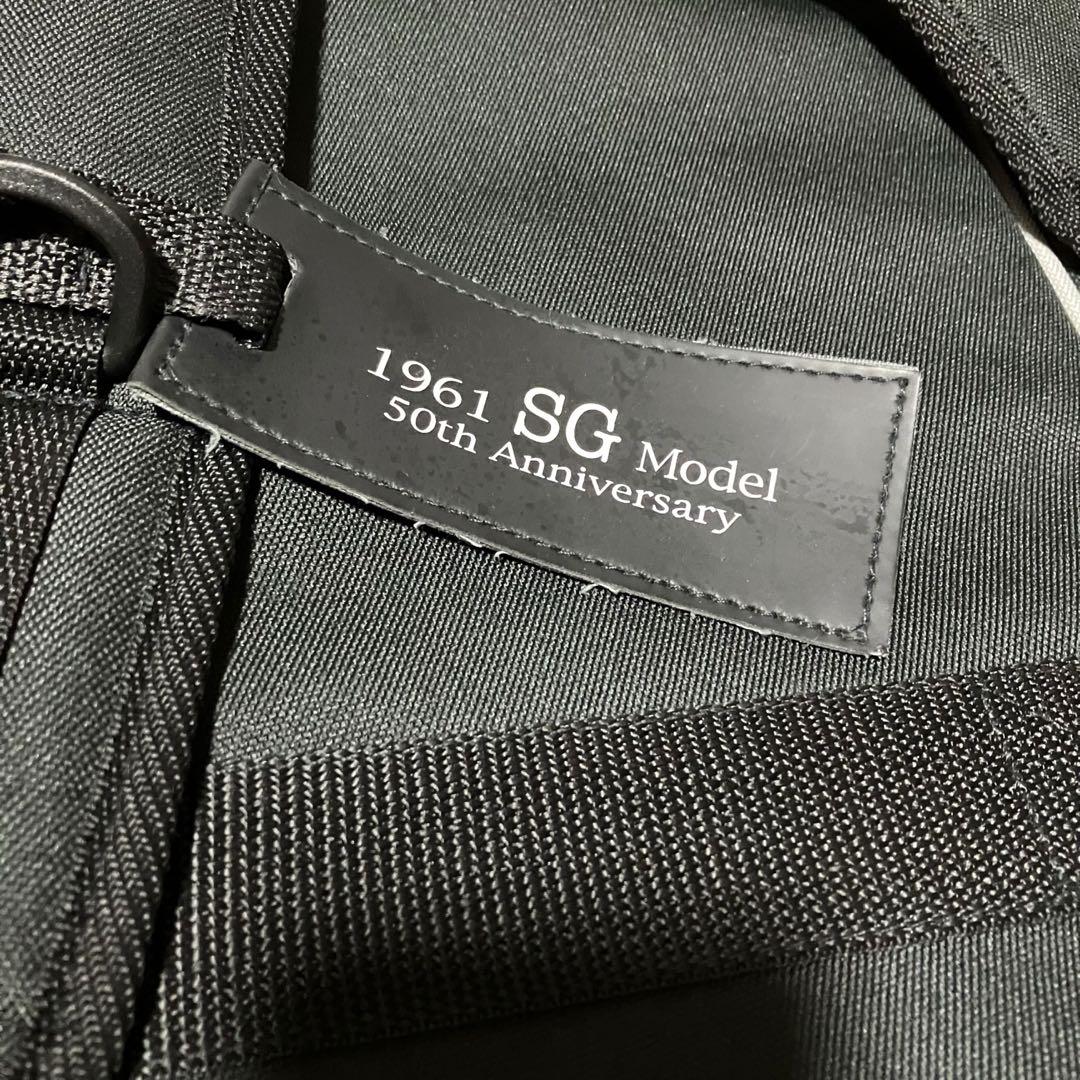 1961 SG Model
50th Anniversary